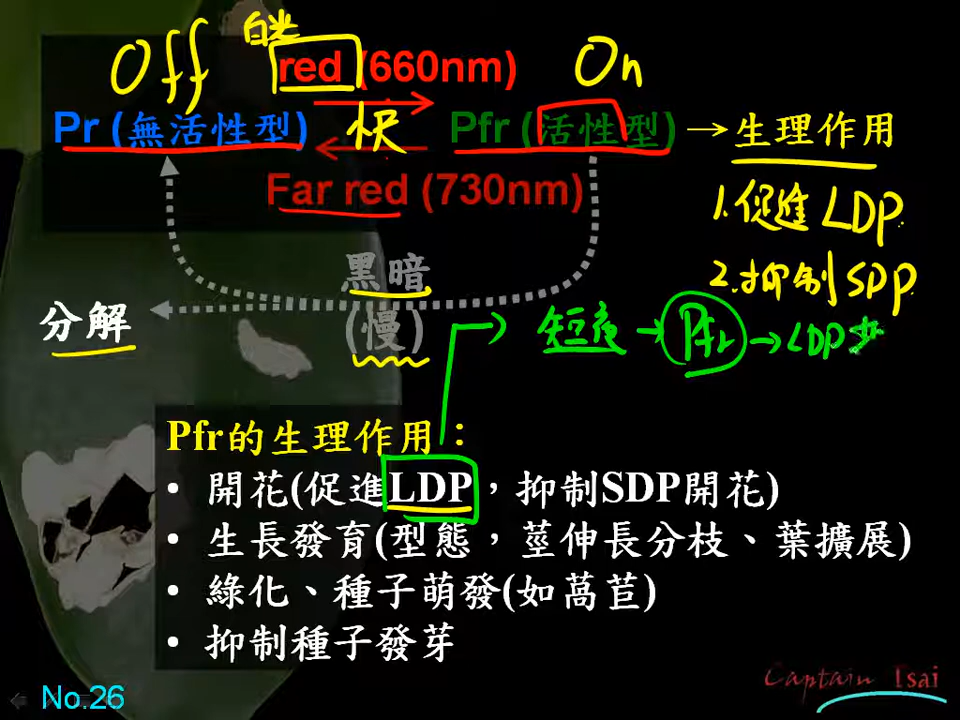 Off 白光 red (660nm) On
Pr (無活性型) 快 Pfr (活性型) →生理作用
Far red (730nm)
1.促進 LDP
黑暗
2.抑制 SDP
分解 (慢)
短夜→Pfr→LDP
Pfr的生理作用：
• 開花(促進LDP，抑制SDP開花)
• 生長發育(型態，莖伸長分枝、葉擴展)
• 綠化、種子萌發(如萵苣)
• 抑制種子發芽
Captain Tsai
No.26